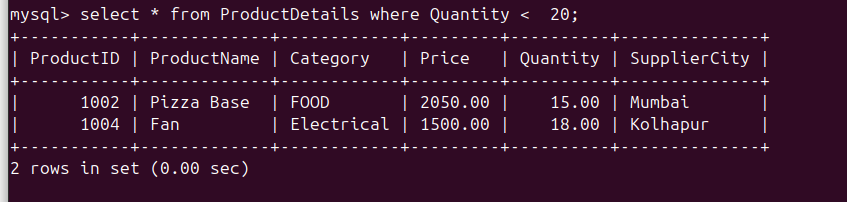 mysql> select * from ProductDetails where Quantity <  20;
+-----------+-------------+------------+---------+----------+--------------+
| ProductID | ProductName | Category   | Price   | Quantity | SupplierCity |
+-----------+-------------+------------+---------+----------+--------------+
|      1002 | Pizza Base  | FOOD       | 2050.00 |    15.00 | Mumbai       |
|      1004 | Fan         | Electrical | 1500.00 |    18.00 | Kolhapur     |
+-----------+-------------+------------+---------+----------+--------------+
2 rows in set (0.00 sec)